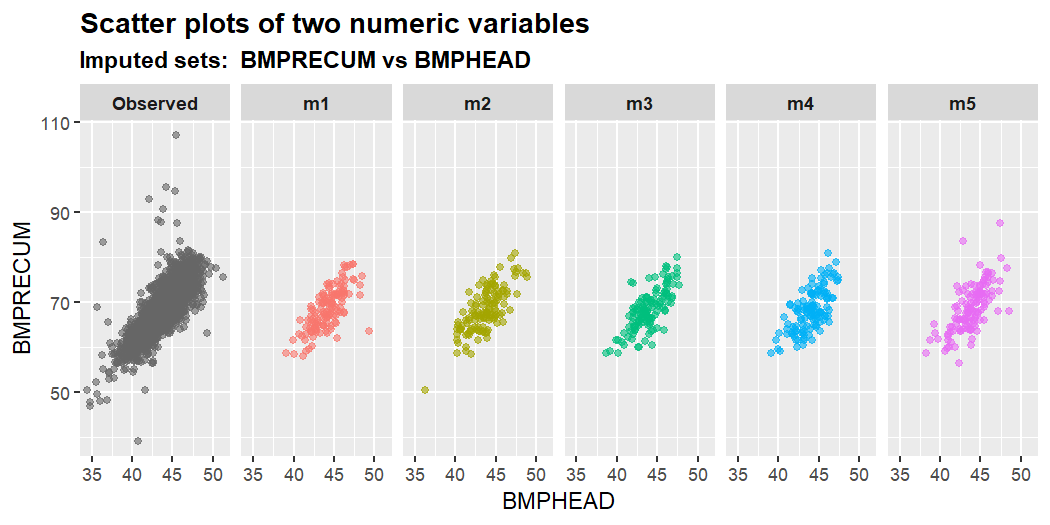 Scatter plots of two numeric variables
Imputed sets:  BMPRECUM vs BMPHEAD
Observed m1 m2 m3 m4 m5
110
90
70
50
BMPRECUM
35 40 45 50 35 40 45 50 35 40 45 50 35 40 45 50 35 40 45 50 35 40 45 50
BMPHEAD